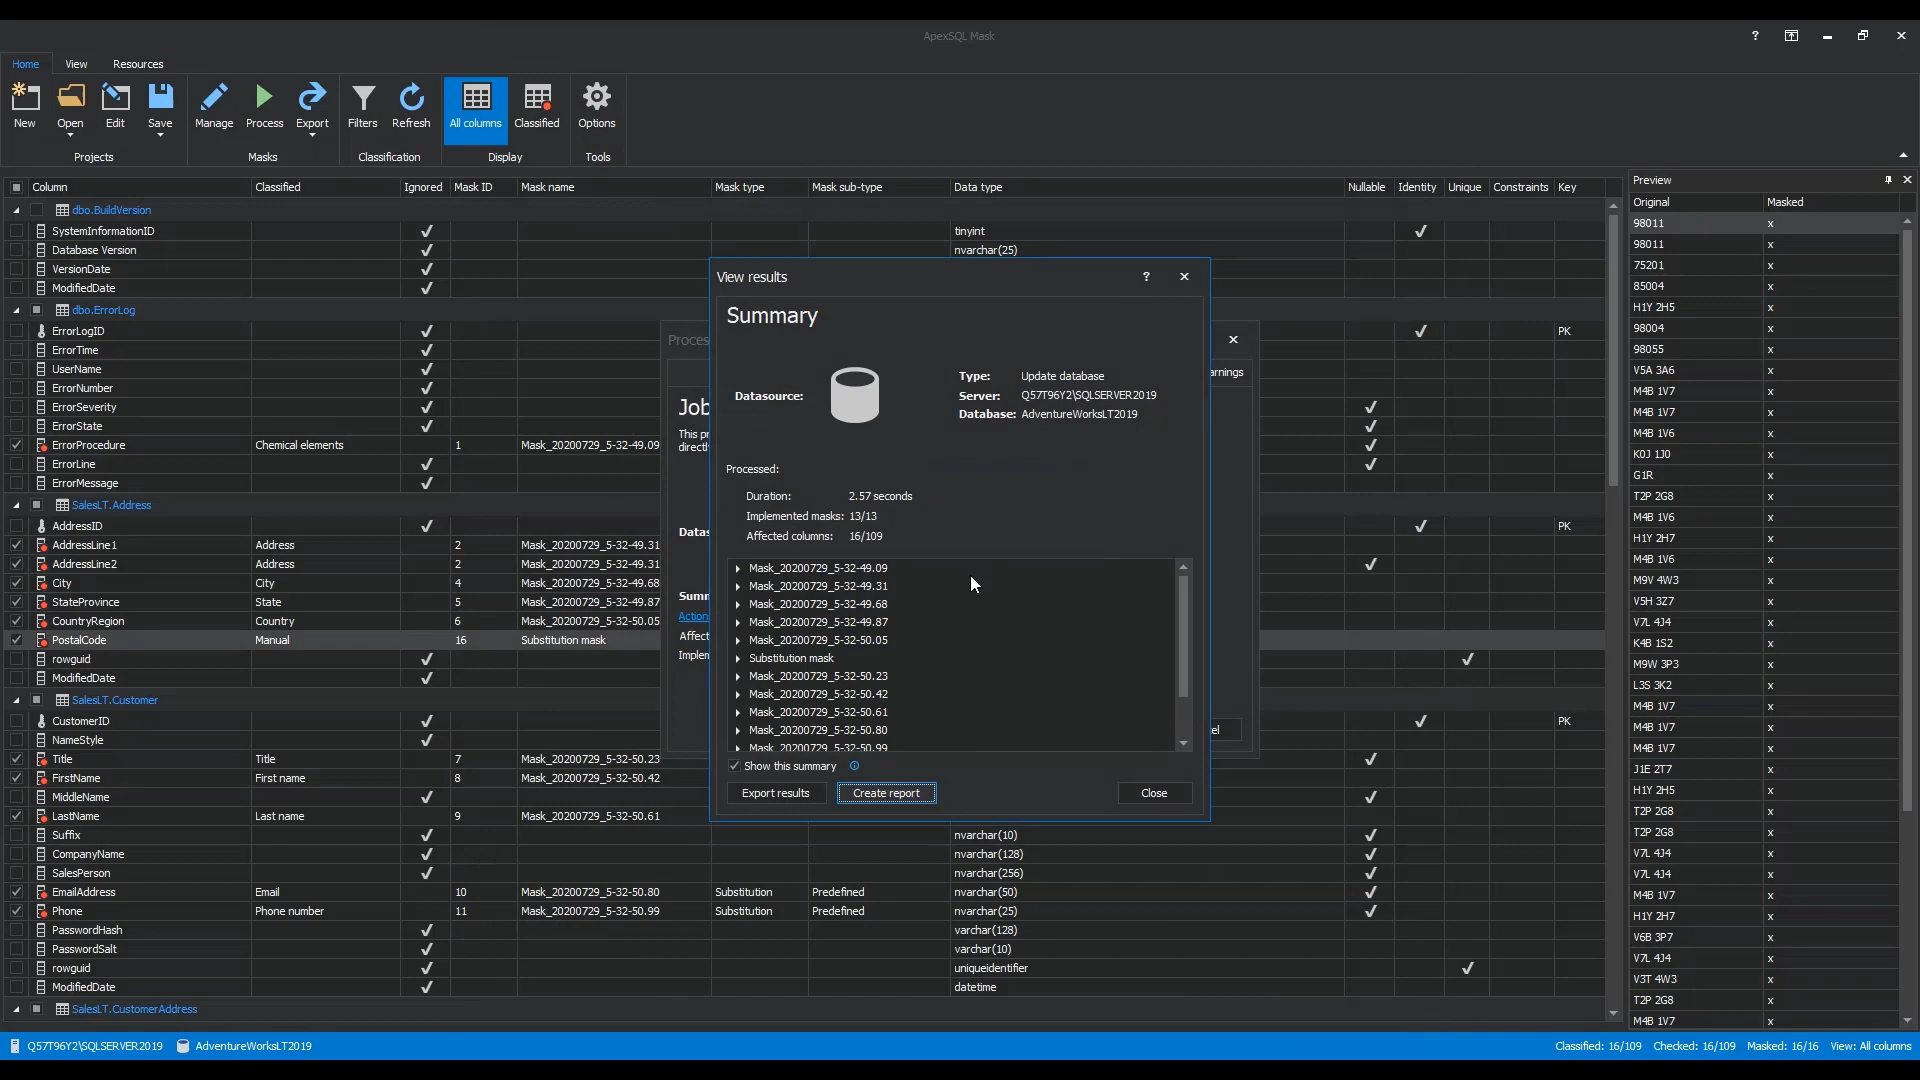 ApexSQL Mask
?
Home View Resources
New Open Edit Save Manage Process Export Filters Refresh All columns Classified Options
Projects Masks Classification Display Tools
Column Classified Ignored Mask ID Mask name Mask type Mask sub-type Data type Nullable Identity Unique Constraints Key
dbo.BuildVersion
SystemInformationID tinyint
Database Version nvarchar(25)
VersionDate
ModifiedDate
dbo.ErrorLog
ErrorLogID PK
ErrorTime
UserName
ErrorNumber
ErrorSeverity
ErrorState
ErrorProcedure Chemical elements 1 Mask_20200729_5-32-49.09
ErrorLine
ErrorMessage
SalesLT.Address
AddressID PK
AddressLine1 Address 2 Mask_20200729_5-32-49.31
AddressLine2 Address 2 Mask_20200729_5-32-49.31
City City 4 Mask_20200729_5-32-49.68
StateProvince State 5 Mask_20200729_5-32-49.87
CountryRegion Country 6 Mask_20200729_5-32-50.05
PostalCode Manual 16 Substitution mask
rowguid
ModifiedDate
SalesLT.Customer
CustomerID PK
NameStyle
Title Title 7 Mask_20200729_5-32-50.23
FirstName First name 8 Mask_20200729_5-32-50.42
MiddleName
LastName Last name 9 Mask_20200729_5-32-50.61
Suffix nvarchar(10)
CompanyName nvarchar(128)
SalesPerson nvarchar(256)
EmailAddress Email 10 Mask_20200729_5-32-50.80 Substitution Predefined nvarchar(50)
Phone Phone number 11 Mask_20200729_5-32-50.99 Substitution Predefined nvarchar(25)
PasswordHash varchar(128)
PasswordSalt varchar(10)
rowguid uniqueidentifier
ModifiedDate datetime
SalesLT.CustomerAddress
Proces
arnings
Job
This pr
directl
Datas
Summ
Action
Affect
Implem
el
View results ?
Summary
Datasource:
Type: Update database
Server: Q57T96Y2\SQLSERVER2019
Database: AdventureWorksLT2019
Processed:
Duration: 2.57 seconds
Implemented masks: 13/13
Affected columns: 16/109
Mask_20200729_5-32-49.09
Mask_20200729_5-32-49.31
Mask_20200729_5-32-49.68
Mask_20200729_5-32-49.87
Mask_20200729_5-32-50.05
Substitution mask
Mask_20200729_5-32-50.23
Mask_20200729_5-32-50.42
Mask_20200729_5-32-50.61
Mask_20200729_5-32-50.80
Mask_20200729_5-32-50.99
Show this summary
Export results Create report Close
Preview
Original Masked
98011 x
98011 x
75201 x
85004 x
H1Y 2H5 x
98004 x
98055 x
V5A 3A6 x
M4B 1V7 x
M4B 1V7 x
M4B 1V6 x
K0J 1J0 x
G1R x
T2P 2G8 x
M4B 1V6 x
H1Y 2H7 x
M4B 1V6 x
M9V 4W3 x
V5H 3Z7 x
V7L 4J4 x
K4B 1S2 x
M9W 3P3 x
L3S 3K2 x
M4B 1V7 x
M4B 1V7 x
M4B 1V7 x
J1E 2T7 x
H1Y 2H5 x
T2P 2G8 x
T2P 2G8 x
V7L 4J4 x
V7L 4J4 x
M4B 1V7 x
H1Y 2H7 x
V6B 3P7 x
V7L 4J4 x
V3T 4W3 x
T2P 2G8 x
M4B 1V7 x
Q57T96Y2\SQLSERVER2019 AdventureWorksLT2019 Classified: 16/109 Checked: 16/109 Masked: 16/16 View: All columns